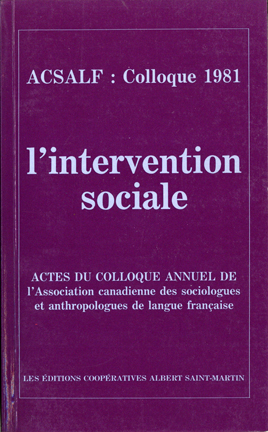 ACSALF : Colloque 1981
l'intervention
sociale
ACTES DU COLLOQUE ANNUEL DE
l'Association canadienne des sociologues
et anthropologues de langue française
LES ÉDITIONS COOPÉRATIVES ALBERT SAINT-MARTIN